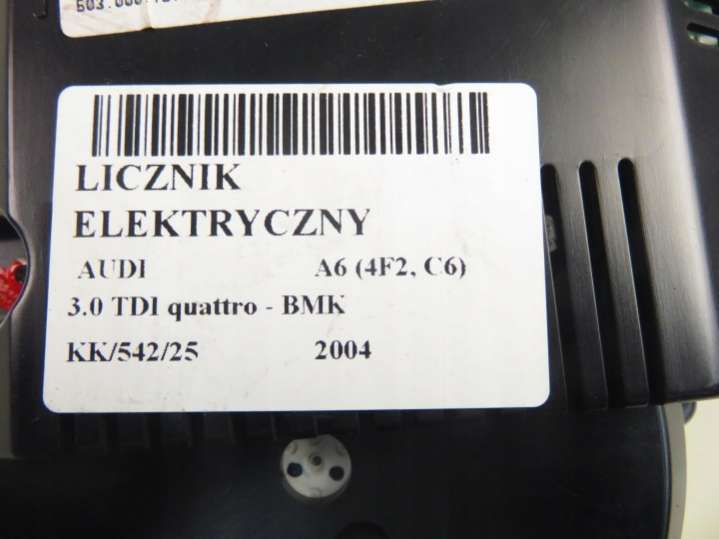 LICZNIK
ELEKTRYCZNY
AUDI A6 (4F2, C6)
3.0 TDI quattro - BMK
KK/542/25 2004